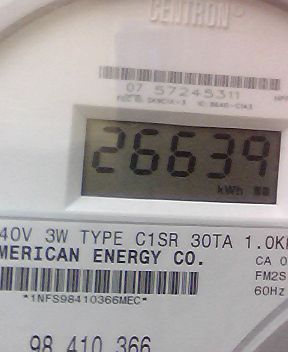 CENTRON®
07 57245311
26639
kWh
40V 3W TYPE C1SR 30TA 1.0K
MERICAN ENERGY CO.
CA 0
FM2S
60Hz
*1NFS98410366MEC*
98 410 366